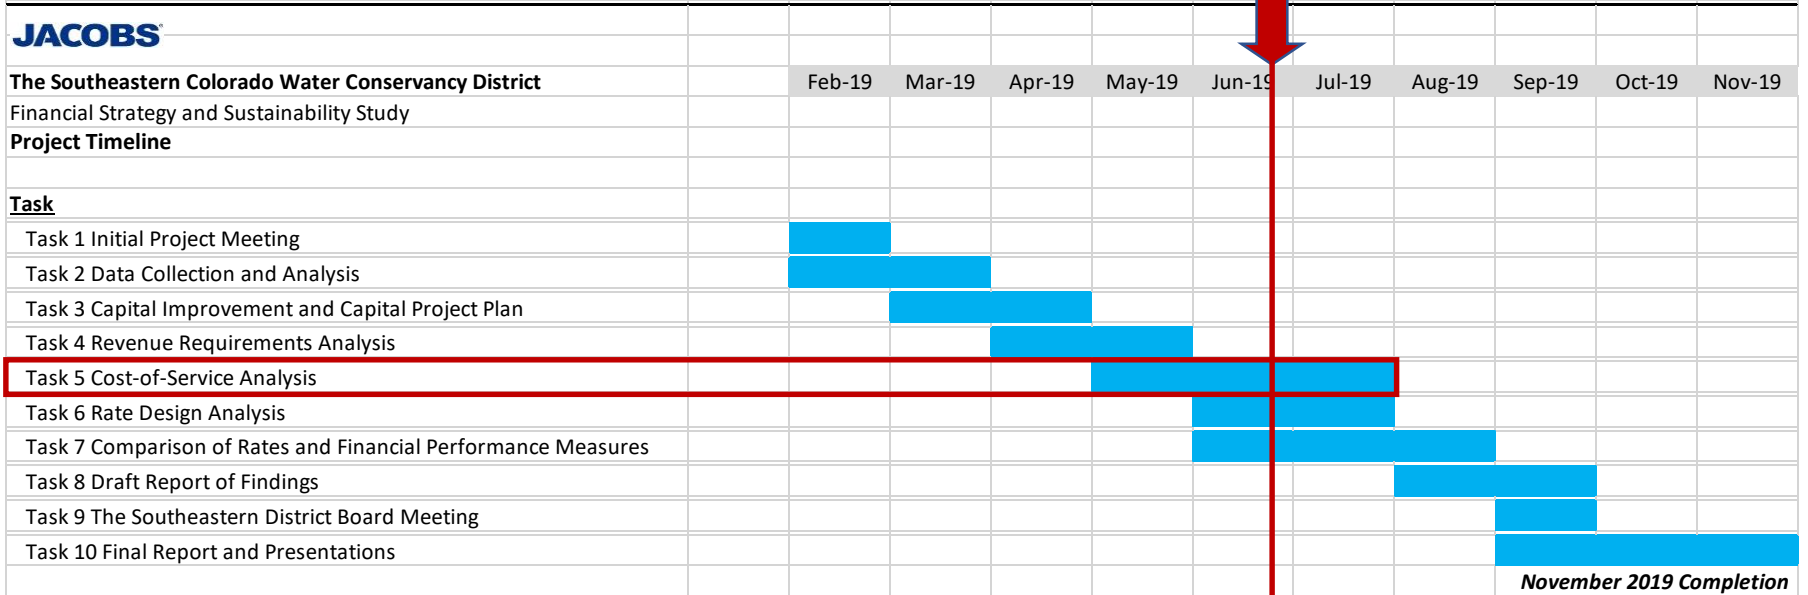 JACOBS
The Southeastern Colorado Water Conservancy District Feb-19 Mar-19 Apr-19 May-19 Jun-19 Jul-19 Aug-19 Sep-19 Oct-19 Nov-19
Financial Strategy and Sustainability Study
Project Timeline
Task
Task 1 Initial Project Meeting
Task 2 Data Collection and Analysis
Task 3 Capital Improvement and Capital Project Plan
Task 4 Revenue Requirements Analysis
Task 5 Cost-of-Service Analysis
Task 6 Rate Design Analysis
Task 7 Comparison of Rates and Financial Performance Measures
Task 8 Draft Report of Findings
Task 9 The Southeastern District Board Meeting
Task 10 Final Report and Presentations
November 2019 Completion